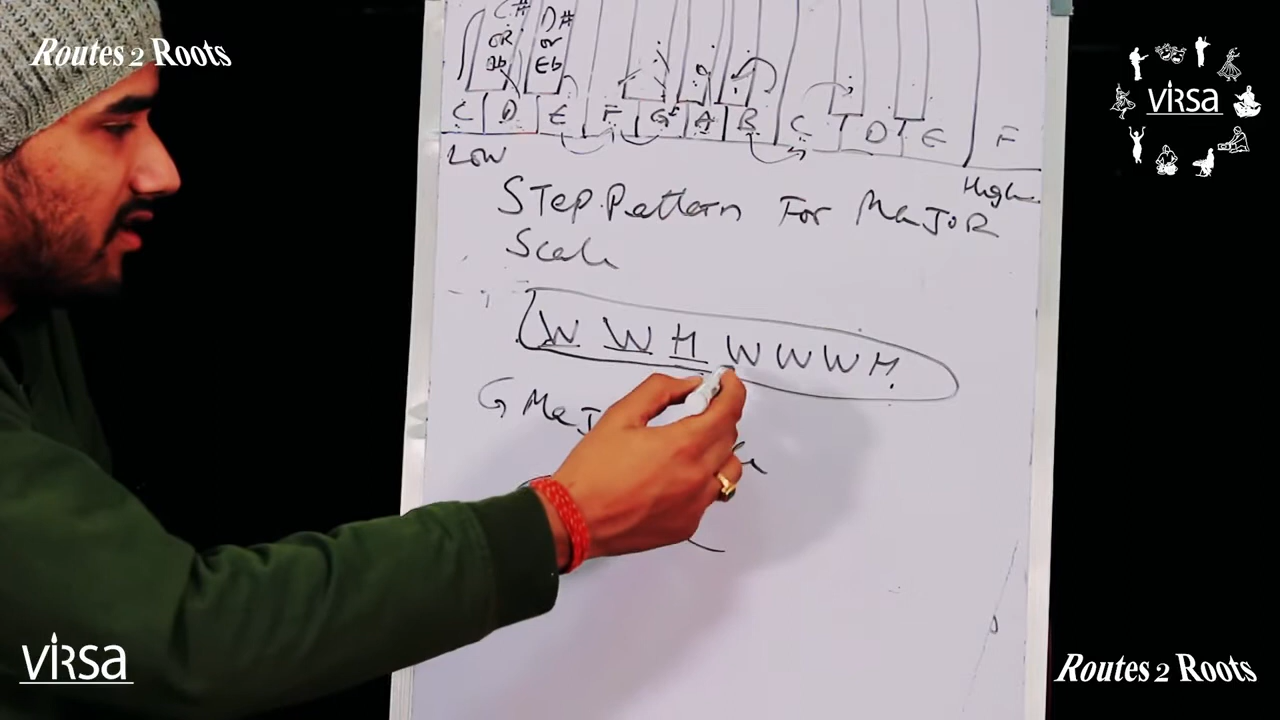 Routes 2 Roots
VIRSA
C# D#
OR or
Db Eb
C D E F G A B C D E F
Low High
Step Pattern For Major
Scale
W W H W W W H
G MaJ
VIRSA
Routes 2 Roots